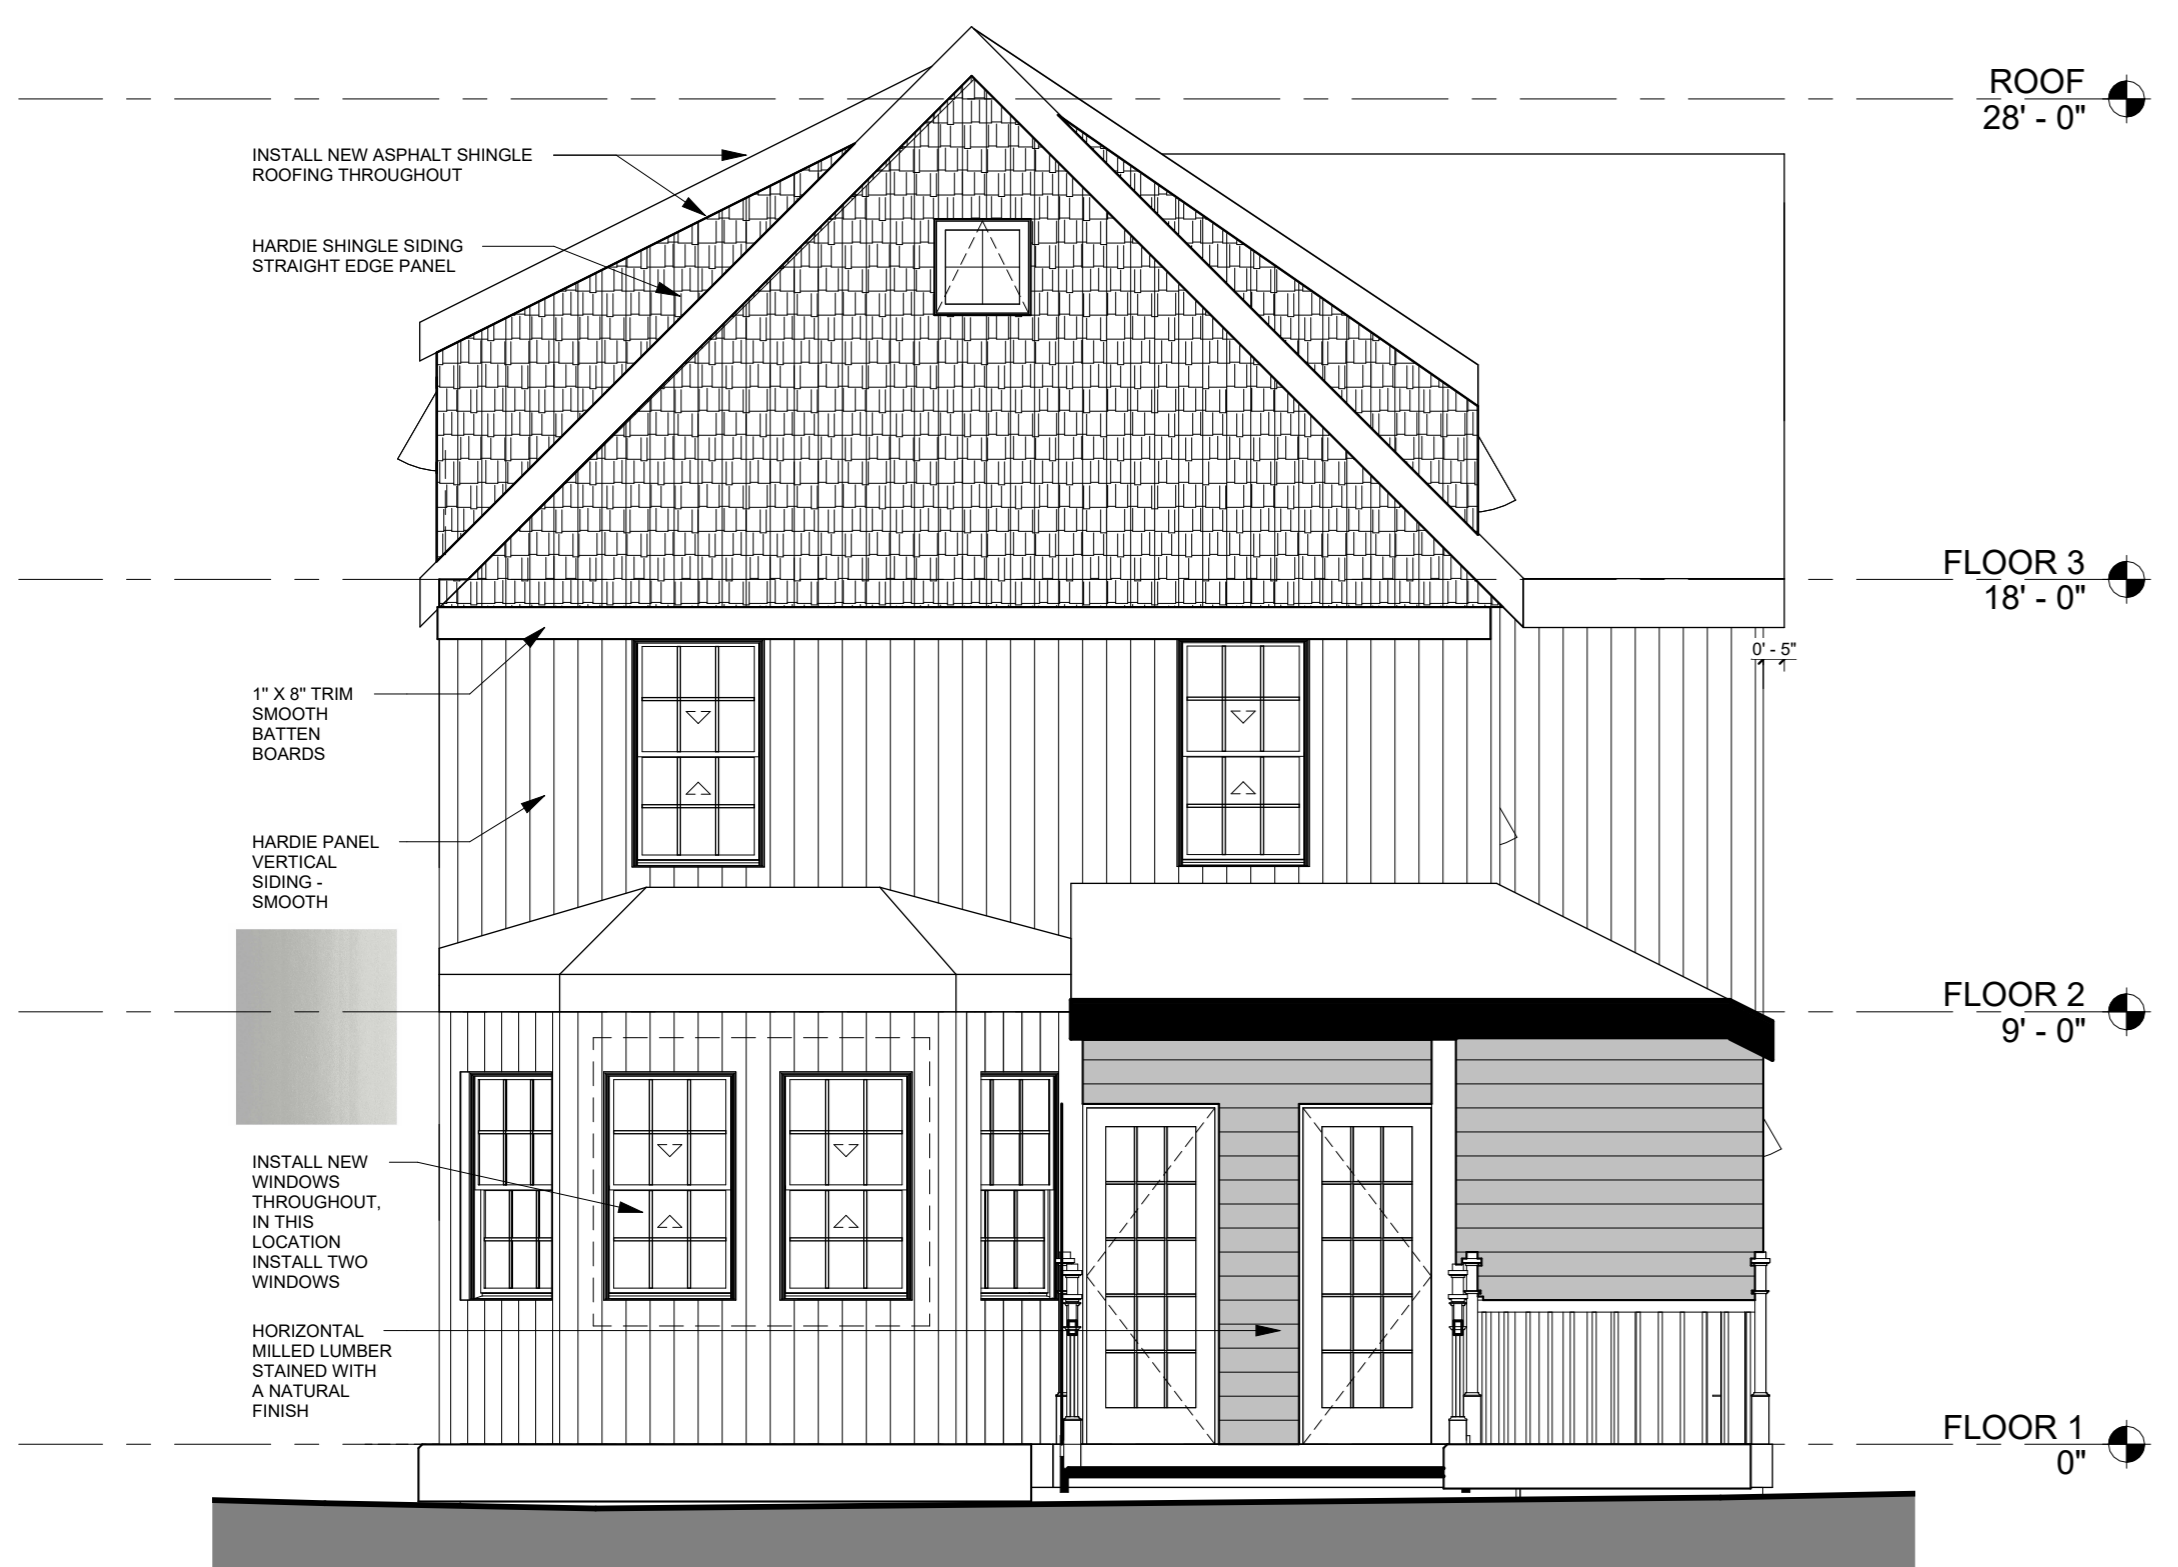 ROOF
28' - 0"
INSTALL NEW ASPHALT SHINGLE
ROOFING THROUGHOUT
HARDIE SHINGLE SIDING
STRAIGHT EDGE PANEL
FLOOR 3
18' - 0"
0' - 5"
1" X 8" TRIM
SMOOTH
BATTEN
BOARDS
HARDIE PANEL
VERTICAL
SIDING -
SMOOTH
FLOOR 2
9' - 0"
INSTALL NEW
WINDOWS
THROUGHOUT,
IN THIS
LOCATION
INSTALL TWO
WINDOWS
HORIZONTAL
MILLED LUMBER
STAINED WITH
A NATURAL
FINISH
FLOOR 1
0"